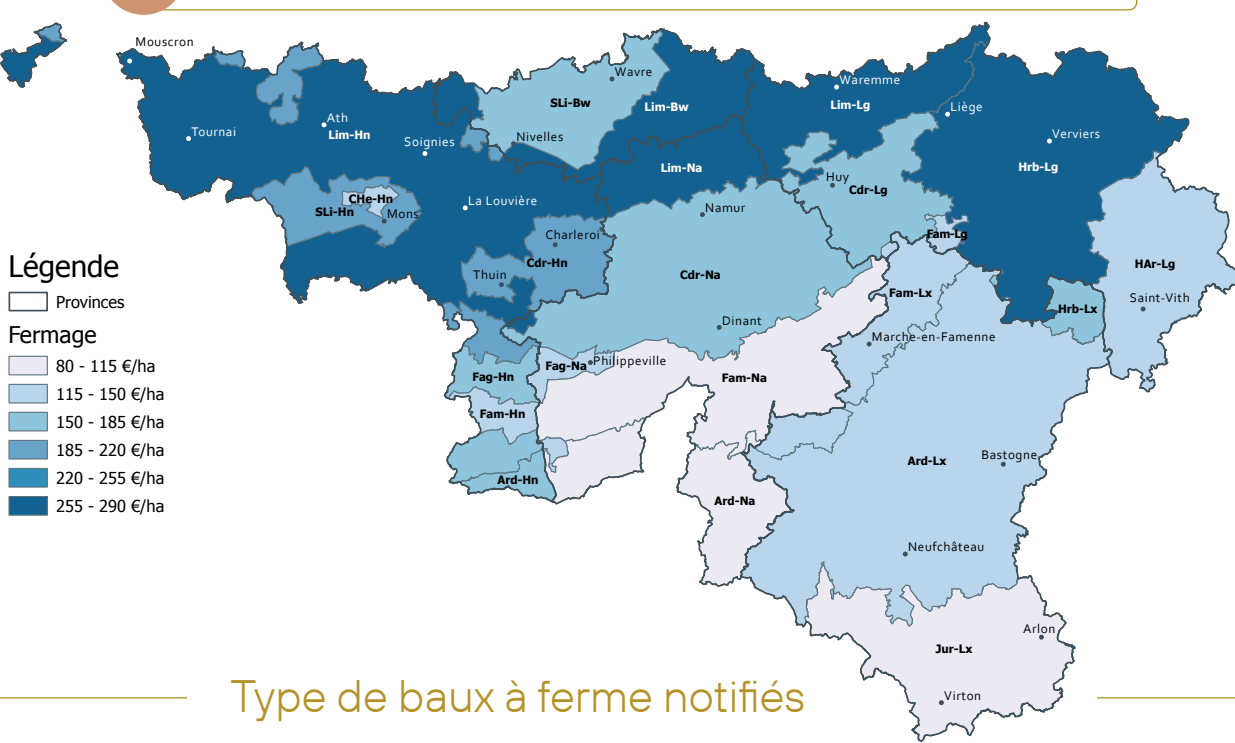 Mouscron
Wavre
SLi-Bw
Waremme
Lim-Lg
Lim-Bw
Liège
Ath
Lim-Hn
Tournai
Soignies
Nivelles
Verviers
Lim-Na
Hrb-Lg
Huy
Cdr-Lg
CHe-Hn
SLi-Hn
Mons
La Louvière
Namur
Charleroi
Fam-Lg
Cdr-Hn
Thuin
Cdr-Na
HAr-Lg
Légende
Provinces
Fermage
80 - 115 €/ha
115 - 150 €/ha
150 - 185 €/ha
185 - 220 €/ha
220 - 255 €/ha
255 - 290 €/ha
Fam-Lx
Saint-Vith
Hrb-Lx
Dinant
Marche-en-Famenne
Fag-Na
Philippeville
Fag-Hn
Fam-Na
Fam-Hn
Ard-Lx
Bastogne
Ard-Hn
Ard-Na
Neufchâteau
Arlon
Jur-Lx
Virton
Type de baux à ferme notifiés